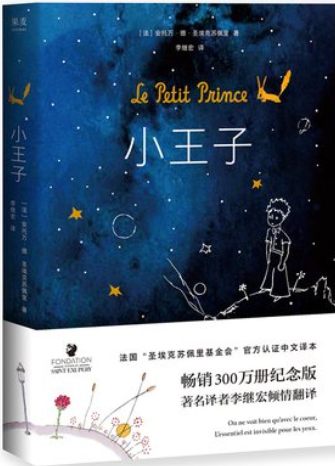 果麦
小王子
[法] 安托万·德·圣埃克苏佩里 著
李继宏 译
[法] 安托万·德·圣埃克苏佩里 著
李继宏 译
Le Petit Prince
小王子
FONDATION
SAINT EXUPÉRY
法国“圣埃克苏佩里基金会”官方认证中文译本
畅销300万册纪念版
著名译者李继宏倾情翻译
On ne voit bien qu'avec le coeur,
L'essentiel est invisible pour les yeux.